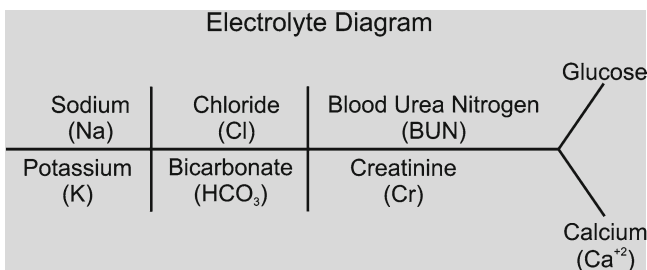 Electrolyte Diagram
Glucose
Sodium Chloride Blood Urea Nitrogen
(Na) (Cl) (BUN)
Potassium Bicarbonate Creatinine
(K) (HCO₃) (Cr)
Calcium
(Ca⁺²)